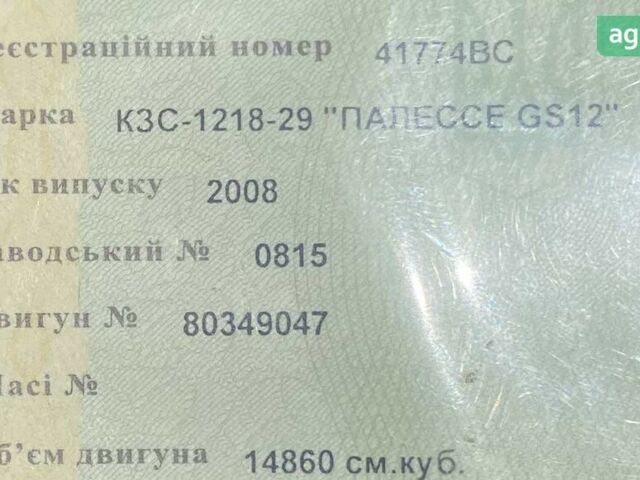 ag
еєстраційний номер 41774ВС
арка КЗС-1218-29 "ПАЛЕССЕ GS12"
к випуску 2008
аводський № 0815
вигун № 80349047
Пасі №
б’єм двигуна 14860 см.куб.